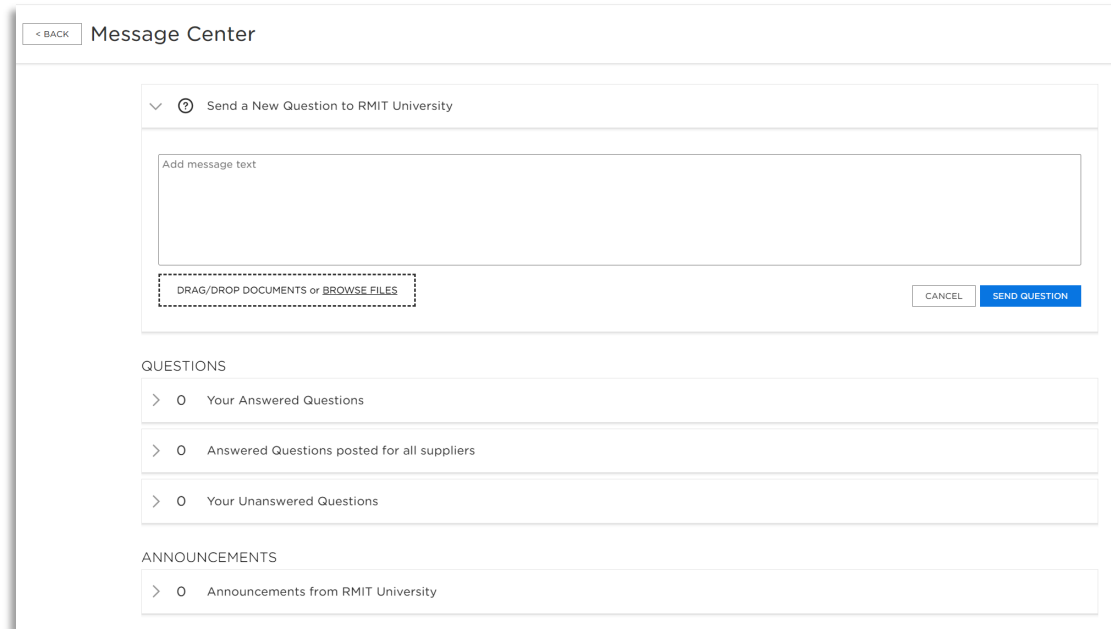 < BACK Message Center
Send a New Question to RMIT University
Add message text
DRAG/DROP DOCUMENTS or BROWSE FILES
CANCEL SEND QUESTION
QUESTIONS
0 Your Answered Questions
0 Answered Questions posted for all suppliers
0 Your Unanswered Questions
ANNOUNCEMENTS
0 Announcements from RMIT University